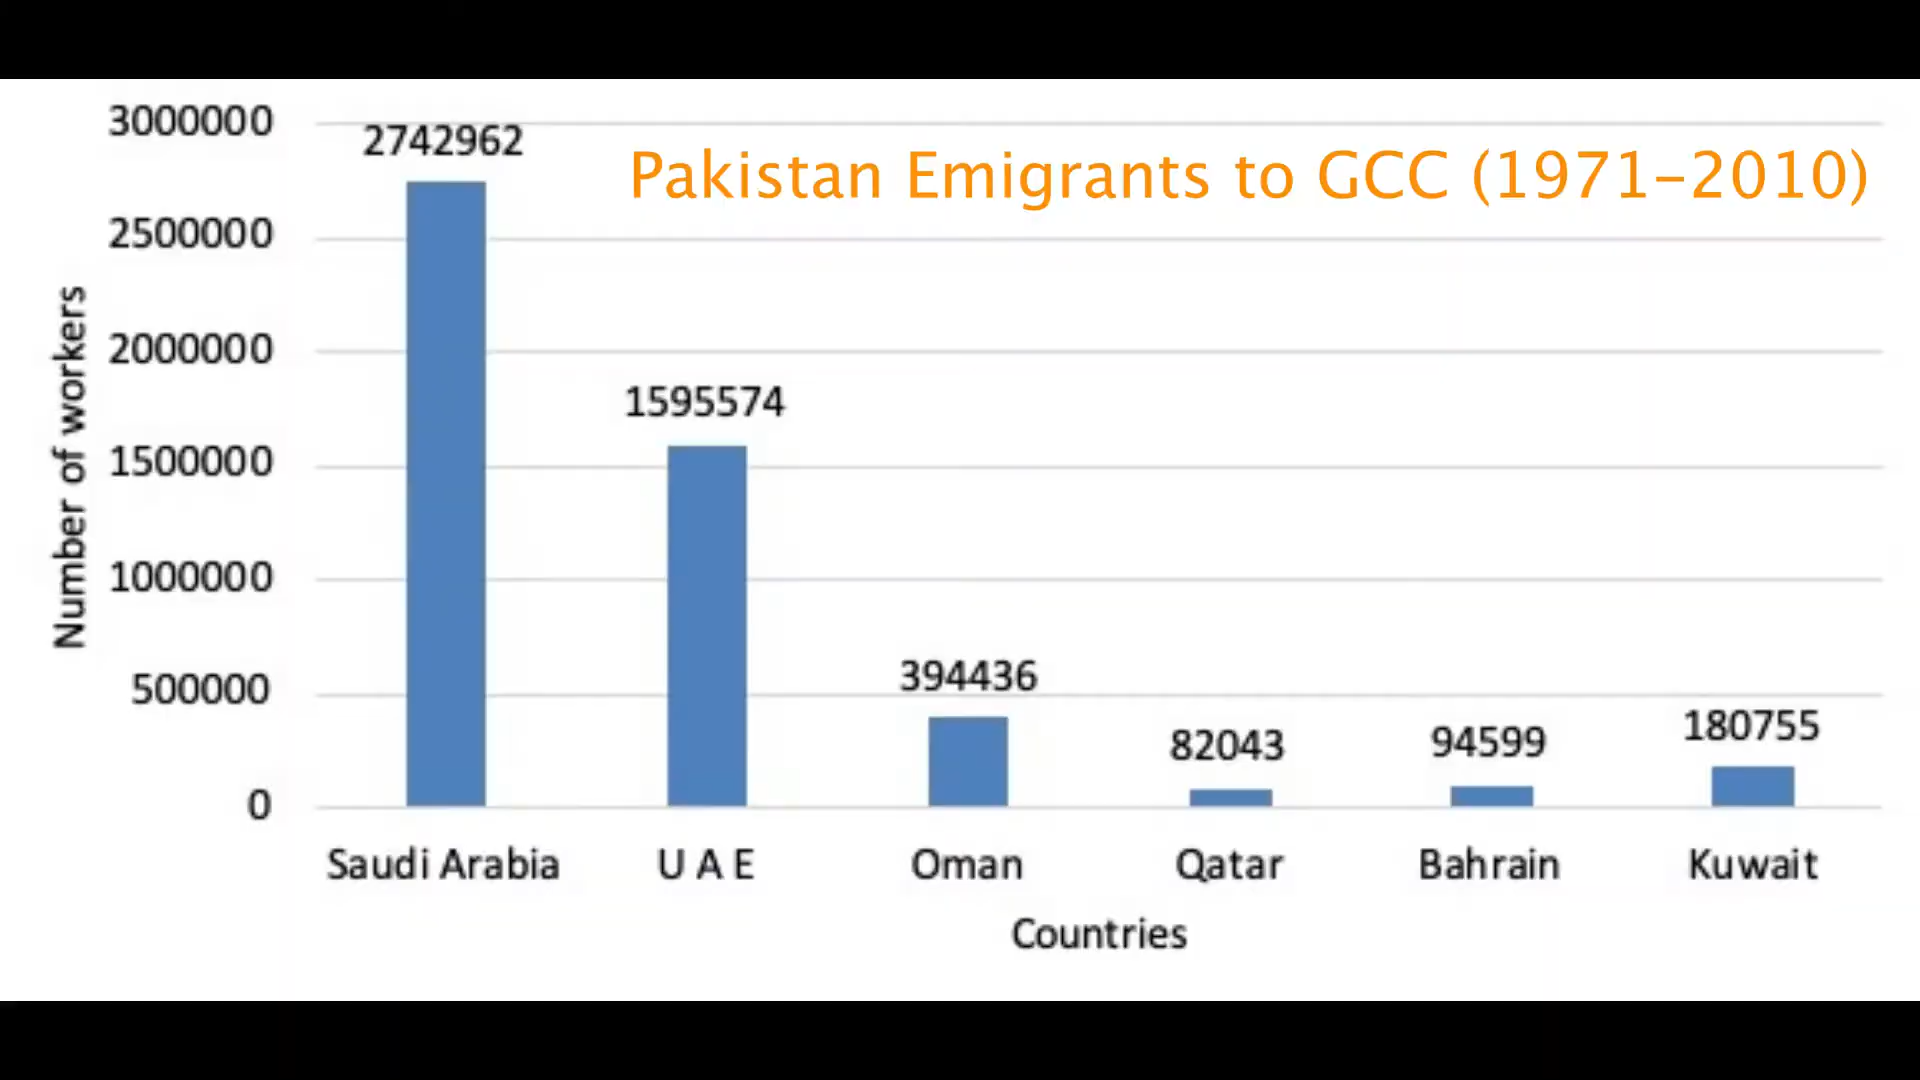 Pakistan Emigrants to GCC (1971-2010)
Number of workers
3000000
2500000
2000000
1500000
1000000
500000
0
2742962
1595574
394436
82043
94599
180755
Saudi Arabia
U A E
Oman
Qatar
Bahrain
Kuwait
Countries